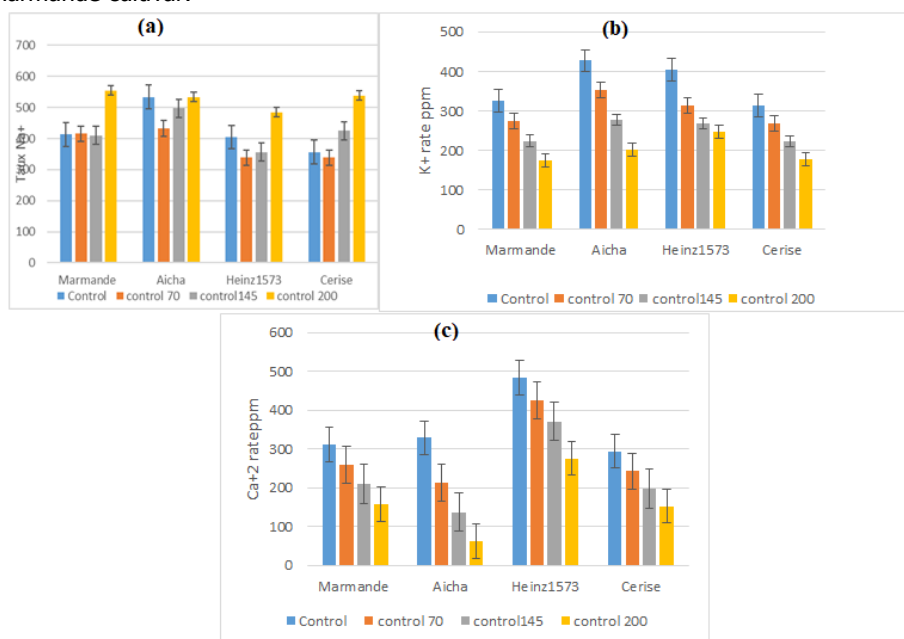 (a)
700
600
500
400
300
200
100
0
Taux Na+
Marmande Aicha Heinz1573 Cerise
Control control 70 control145 control 200
(b)
500
400
300
200
100
0
K+ rate ppm
Marmande Aicha Heinz1573 Cerise
Control control 70 control145 control 200
(c)
600
500
400
300
200
100
0
Ca+2 rateppm
Marmande Aicha Heinz1573 Cerise
Control control 70 control145 control 200